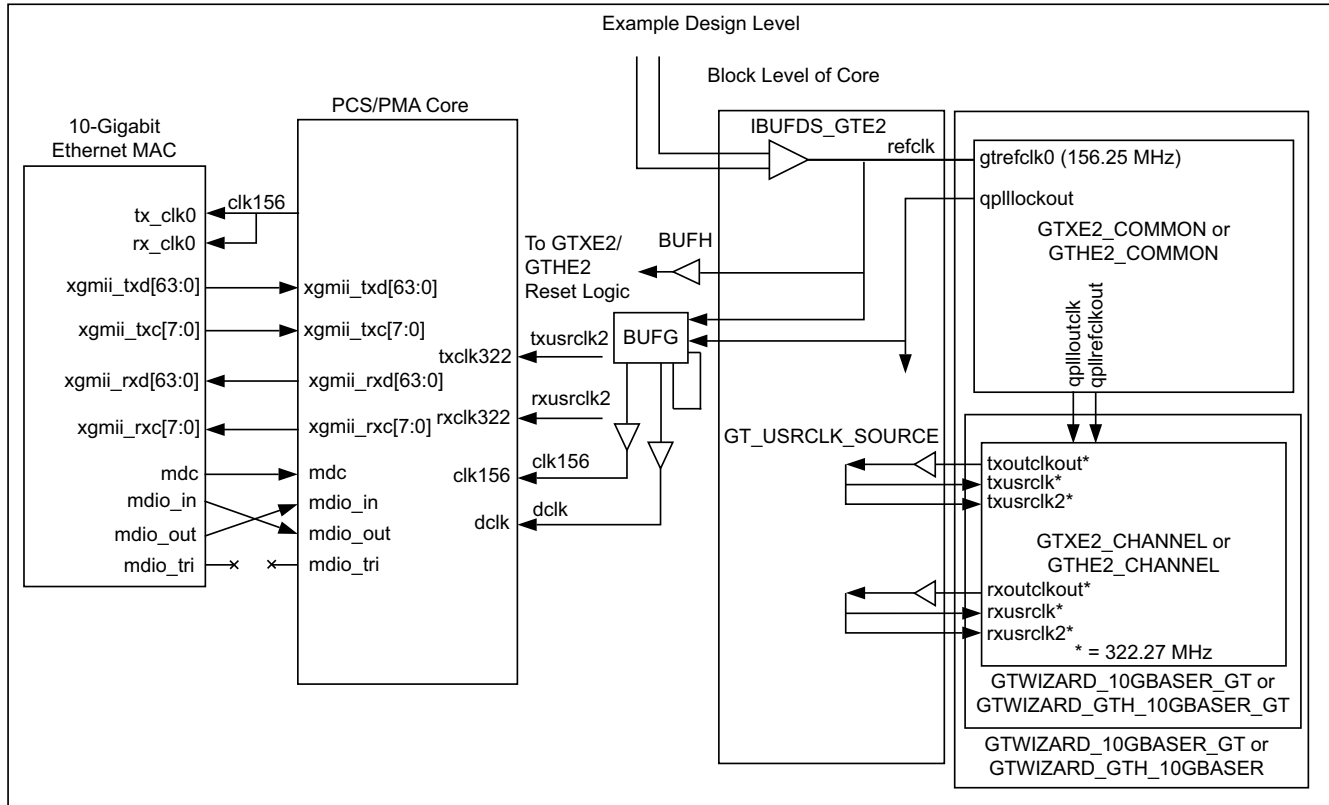 Example Design Level
Block Level of Core
PCS/PMA Core
10-Gigabit
Ethernet MAC
IBUFDS_GTE2
refclk
gtrefclk0 (156.25 MHz)
qplllockout
GTXE2_COMMON or
GTHE2_COMMON
qplloutclk
qpllrefclkout
clk156
tx_clk0
rx_clk0
To GTXE2/
GTHE2
Reset Logic
BUFH
xgmii_txd[63:0]
xgmii_txd[63:0]
xgmii_txc[7:0]
xgmii_txc[7:0]
xgmii_rxd[63:0]
xgmii_rxd[63:0]
xgmii_rxc[7:0]
xgmii_rxc[7:0]
mdc
mdc
mdio_in
mdio_in
mdio_out
mdio_out
mdio_tri
mdio_tri
txusrclk2
txclk322
BUFG
rxusrclk2
rxclk322
clk156
clk156
dclk
dclk
GT_USRCLK_SOURCE
txoutclkout*
txusrclk*
txusrclk2*
GTXE2_CHANNEL or
GTHE2_CHANNEL
rxoutclkout*
rxusrclk*
rxusrclk2*
* = 322.27 MHz
GTWIZARD_10GBASER_GT or
GTWIZARD_GTH_10GBASER_GT
GTWIZARD_10GBASER_GT or
GTWIZARD_GTH_10GBASER